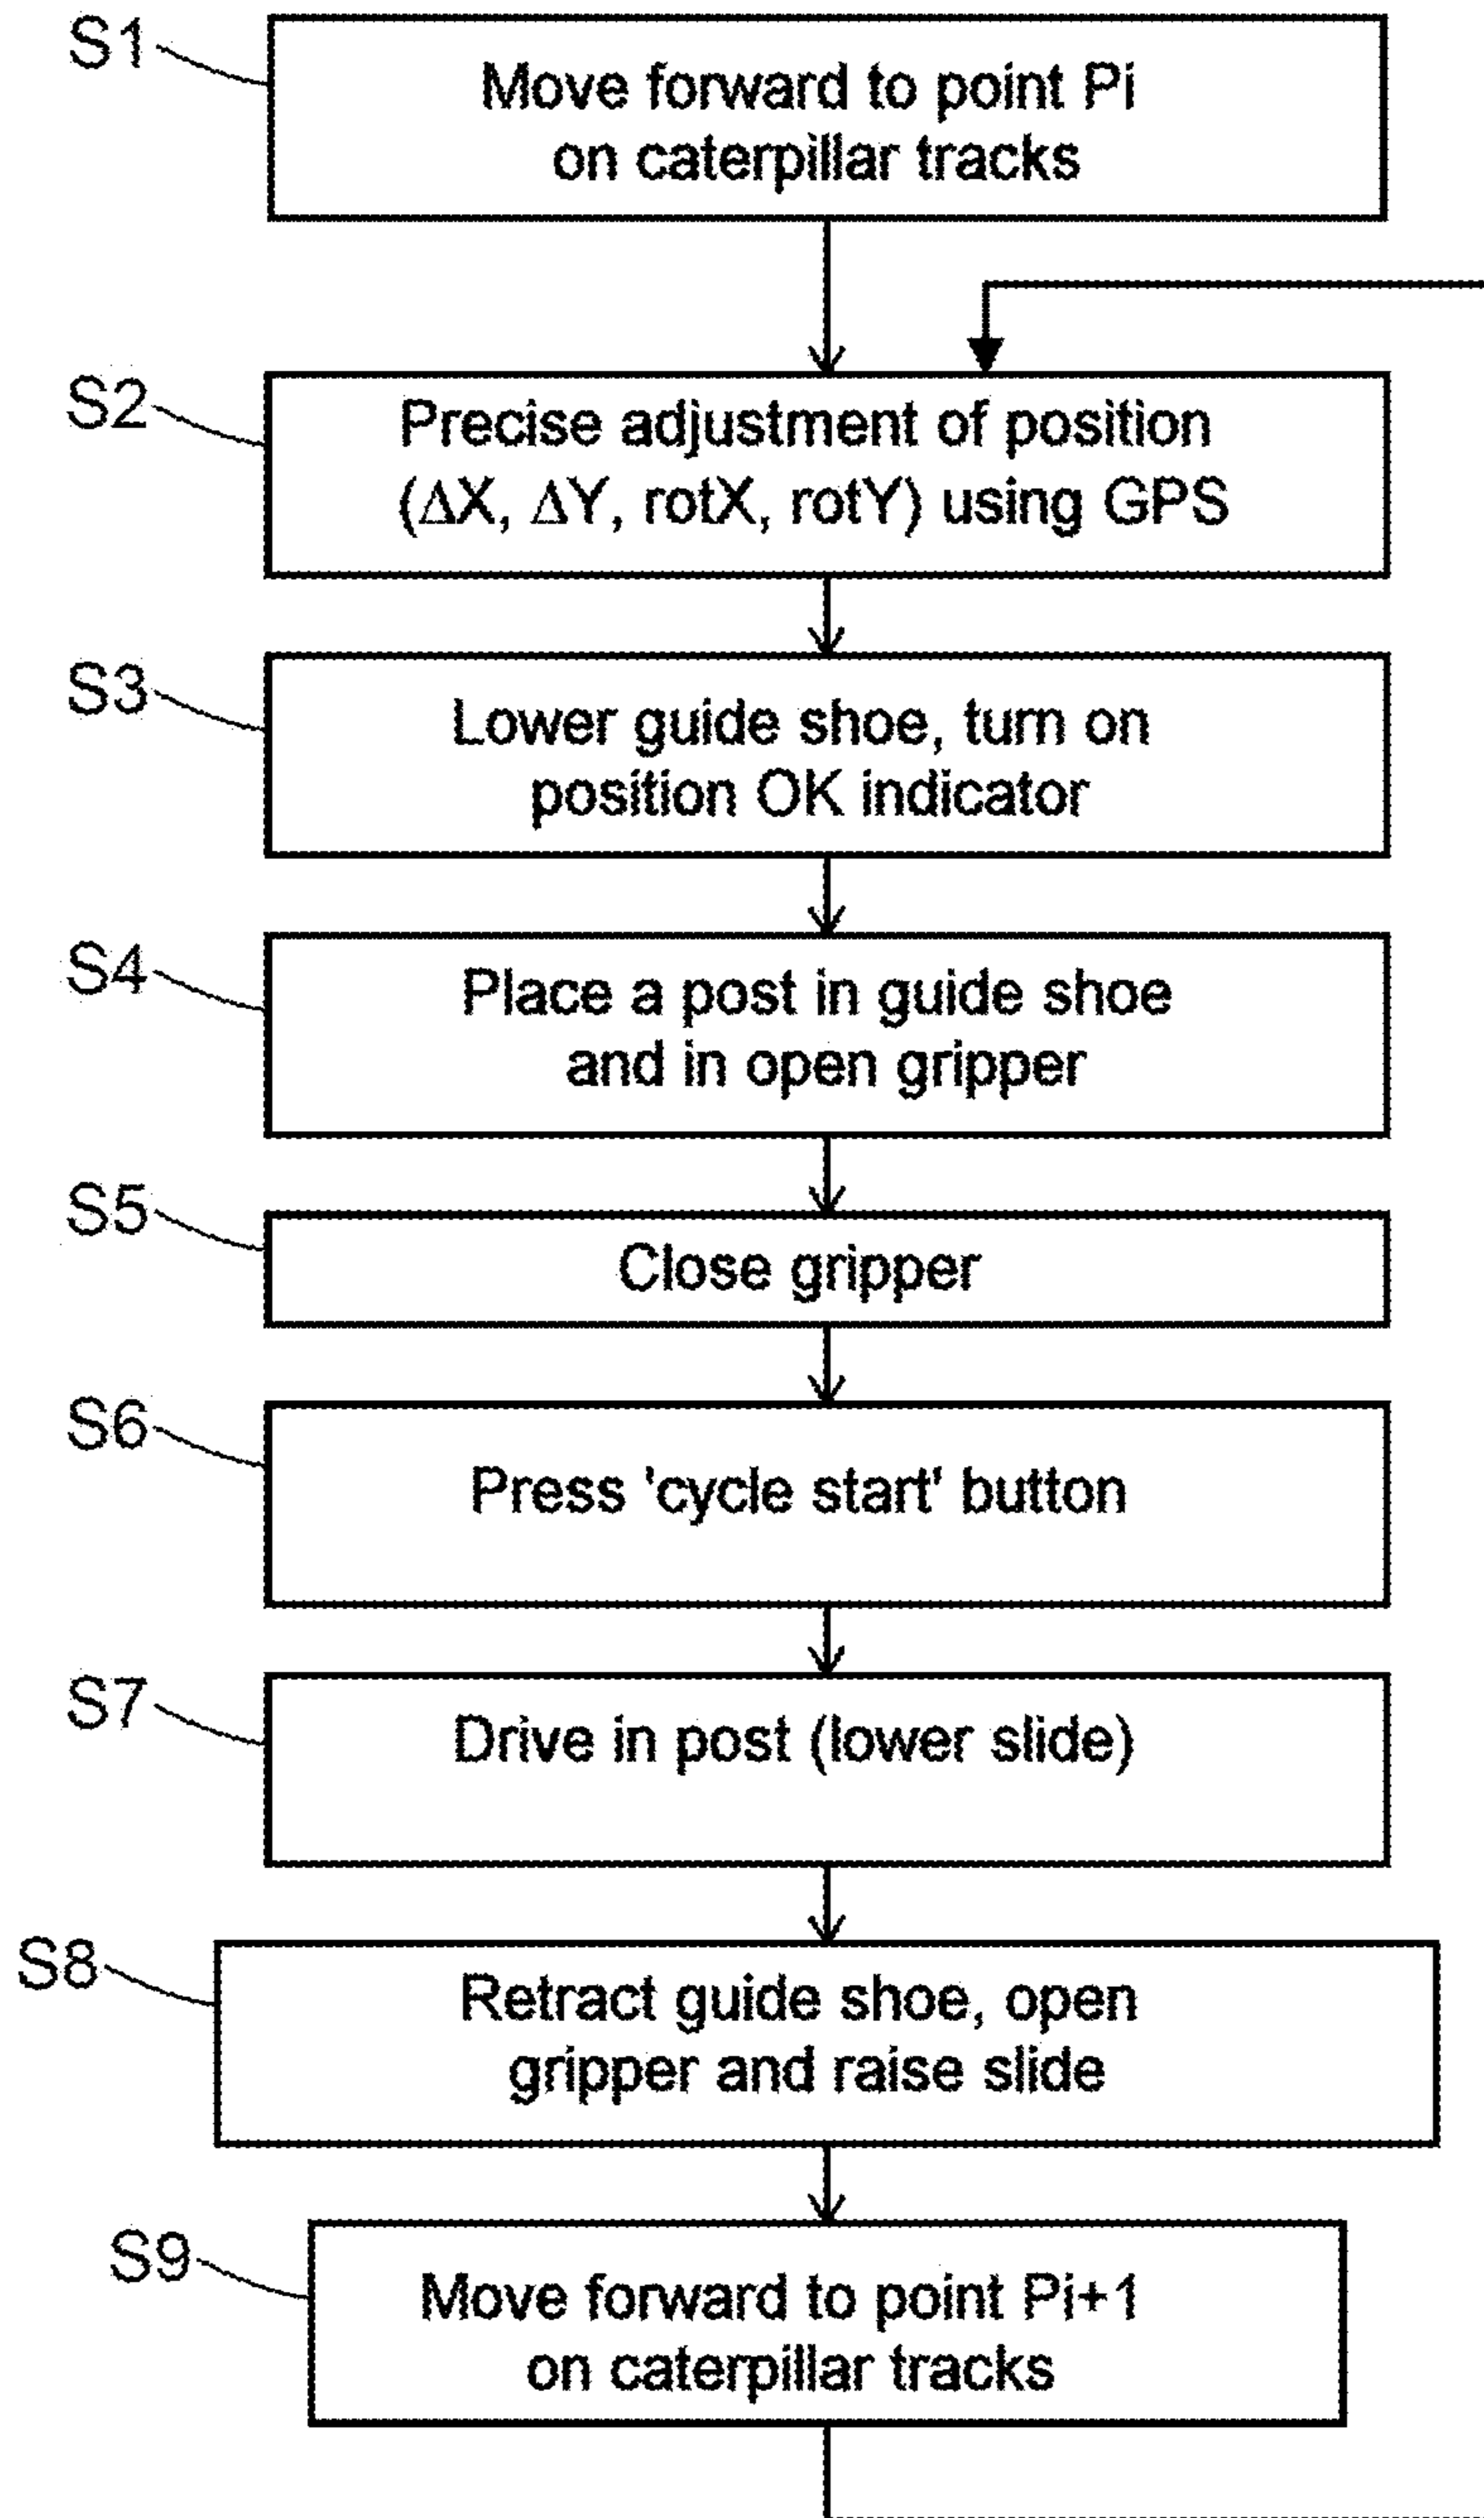 S1
Move forward to point Pi
on caterpillar tracks
S2
Precise adjustment of position
(ΔX, ΔY, rotX, rotY) using GPS
S3
Lower guide shoe, turn on
position OK indicator
S4
Place a post in guide shoe
and in open gripper
S5
Close gripper
S6
Press 'cycle start' button
S7
Drive in post (lower slide)
S8
Retract guide shoe, open
gripper and raise slide
S9
Move forward to point Pi+1
on caterpillar tracks